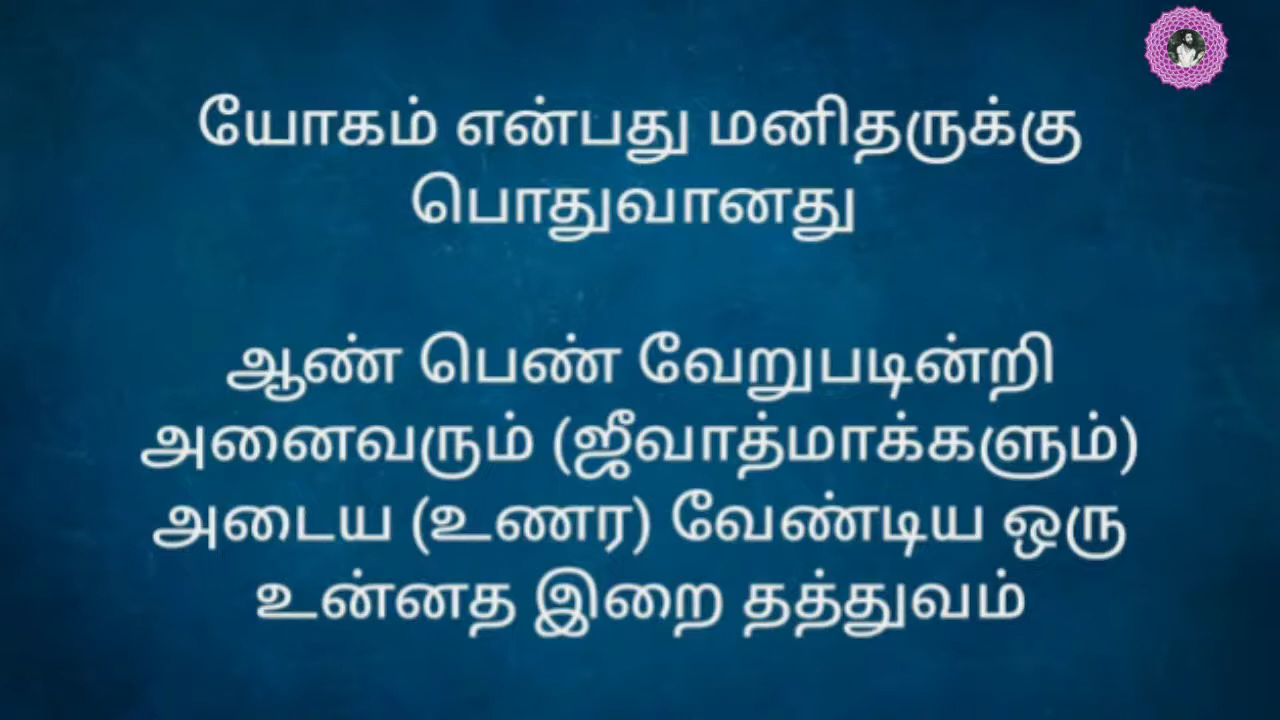 யோகம் என்பது மனிதருக்கு
பொதுவானது
ஆண் பெண் வேறுபடின்றி
அனைவரும் (ஜீவாத்மாக்களும்)
அடைய (உணர) வேண்டிய ஒரு
உன்னத இறை தத்துவம்